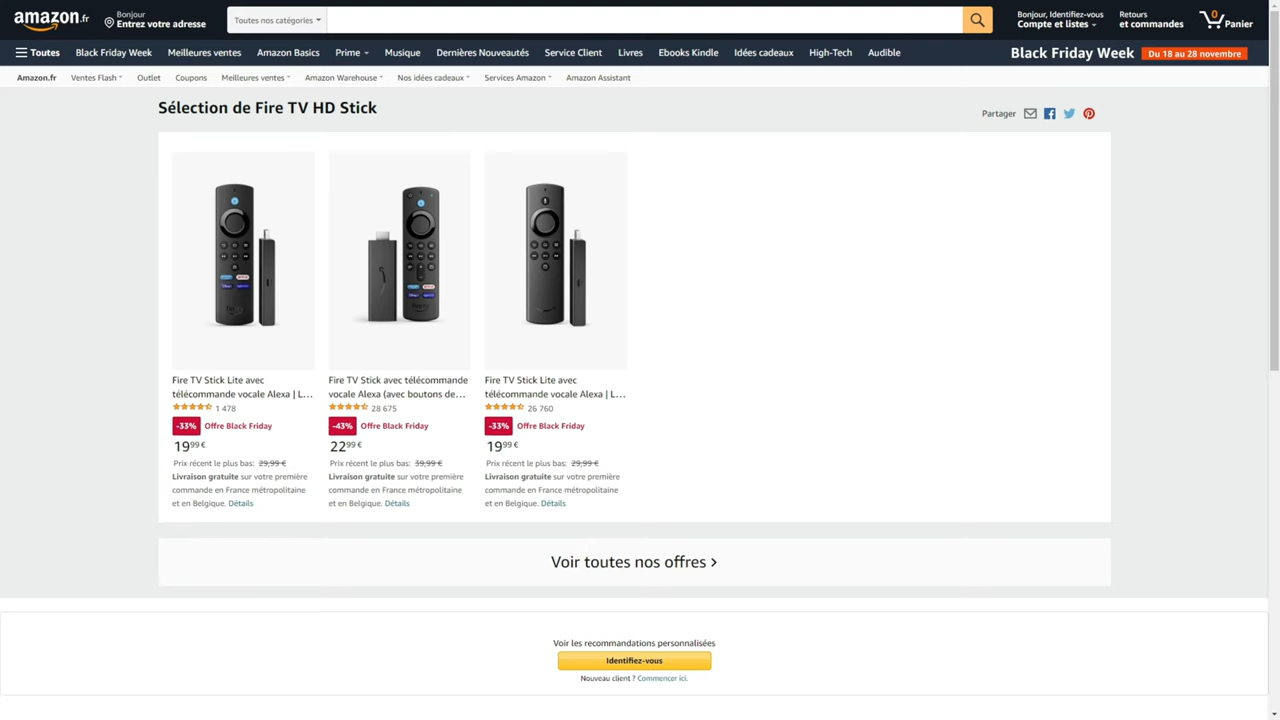 amazon.fr
Bonjour
Entrez votre adresse
Toutes nos catégories
Bonjour, Identifiez-vous
Compte et listes
Retours
et commandes
0
Panier
Toutes
Black Friday Week
Meilleures ventes
Amazon Basics
Prime
Musique
Dernières Nouveautés
Service Client
Livres
Ebooks Kindle
Idées cadeaux
High-Tech
Audible
Black Friday Week
Du 18 au 28 novembre
Amazon.fr
Ventes Flash
Outlet
Coupons
Meilleures ventes
Amazon Warehouse
Nos idées cadeaux
Services Amazon
Amazon Assistant
Sélection de Fire TV HD Stick
Partager
Fire TV Stick Lite avec
télécommande vocale Alexa | L…
1 478
-33% Offre Black Friday
19,99 €
Prix récent le plus bas: 29,99 €
Livraison gratuite sur votre première
commande en France métropolitaine
et en Belgique. Détails
Fire TV Stick avec télécommande
vocale Alexa (avec boutons de…
28 675
-43% Offre Black Friday
22,99 €
Prix récent le plus bas: 39,99 €
Livraison gratuite sur votre première
commande en France métropolitaine
et en Belgique. Détails
Fire TV Stick Lite avec
télécommande vocale Alexa | L…
26 760
-33% Offre Black Friday
19,99 €
Prix récent le plus bas: 29,99 €
Livraison gratuite sur votre première
commande en France métropolitaine
et en Belgique. Détails
Voir toutes nos offres ›
Voir les recommandations personnalisées
Identifiez-vous
Nouveau client ? Commencer ici.